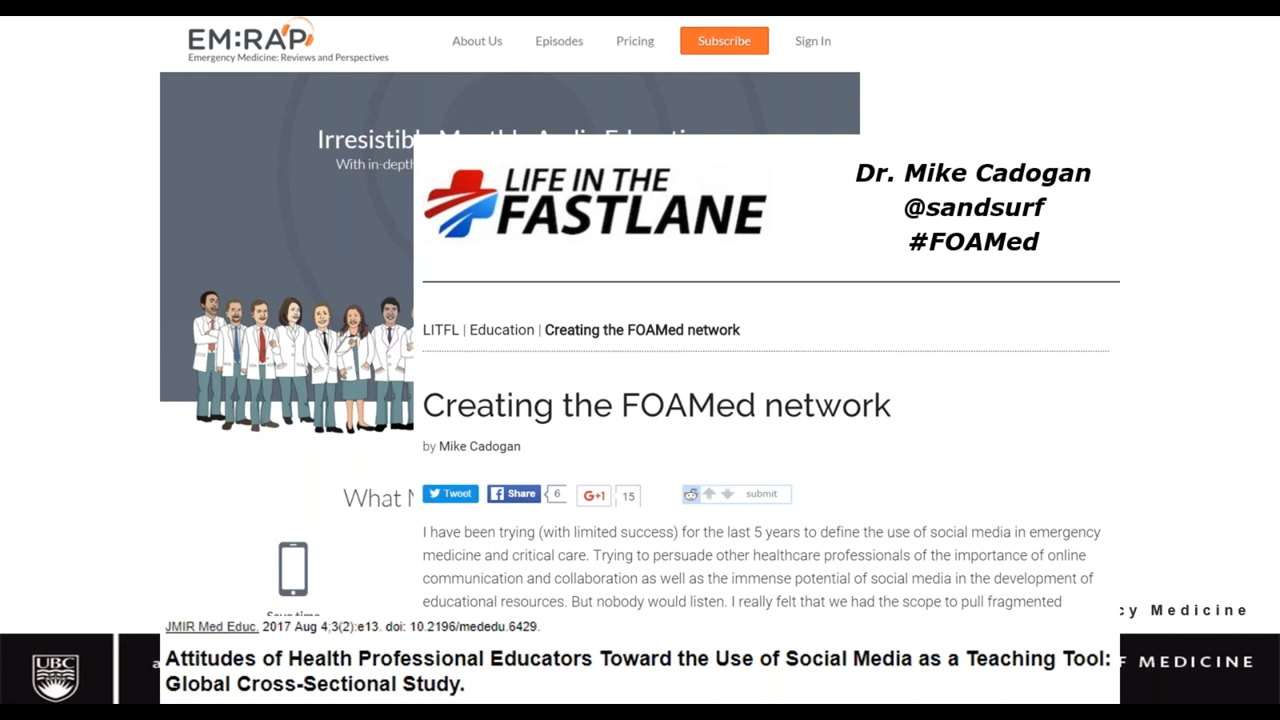 EM:RAP
Emergency Medicine: Reviews and Perspectives
About Us Episodes Pricing Subscribe Sign In
With in-depth
LIFE IN THE
FASTLANE
Dr. Mike Cadogan
@sandsurf
#FOAMed
LITFL | Education | Creating the FOAMed network
Creating the FOAMed network
by Mike Cadogan
Tweet Share 6 G+1 15 submit
What
I have been trying (with limited success) for the last 5 years to define the use of social media in emergency
medicine and critical care. Trying to persuade other healthcare professionals of the importance of online
communication and collaboration as well as the immense potential of social media in the development of
educational resources. But nobody would listen. I really felt that we had the scope to pull fragmented
cy Medicine
JMIR Med Educ. 2017 Aug 4;3(2):e13. doi: 10.2196/mededu.6429.
Attitudes of Health Professional Educators Toward the Use of Social Media as a Teaching Tool:
Global Cross-Sectional Study.
UBC
F MEDICINE